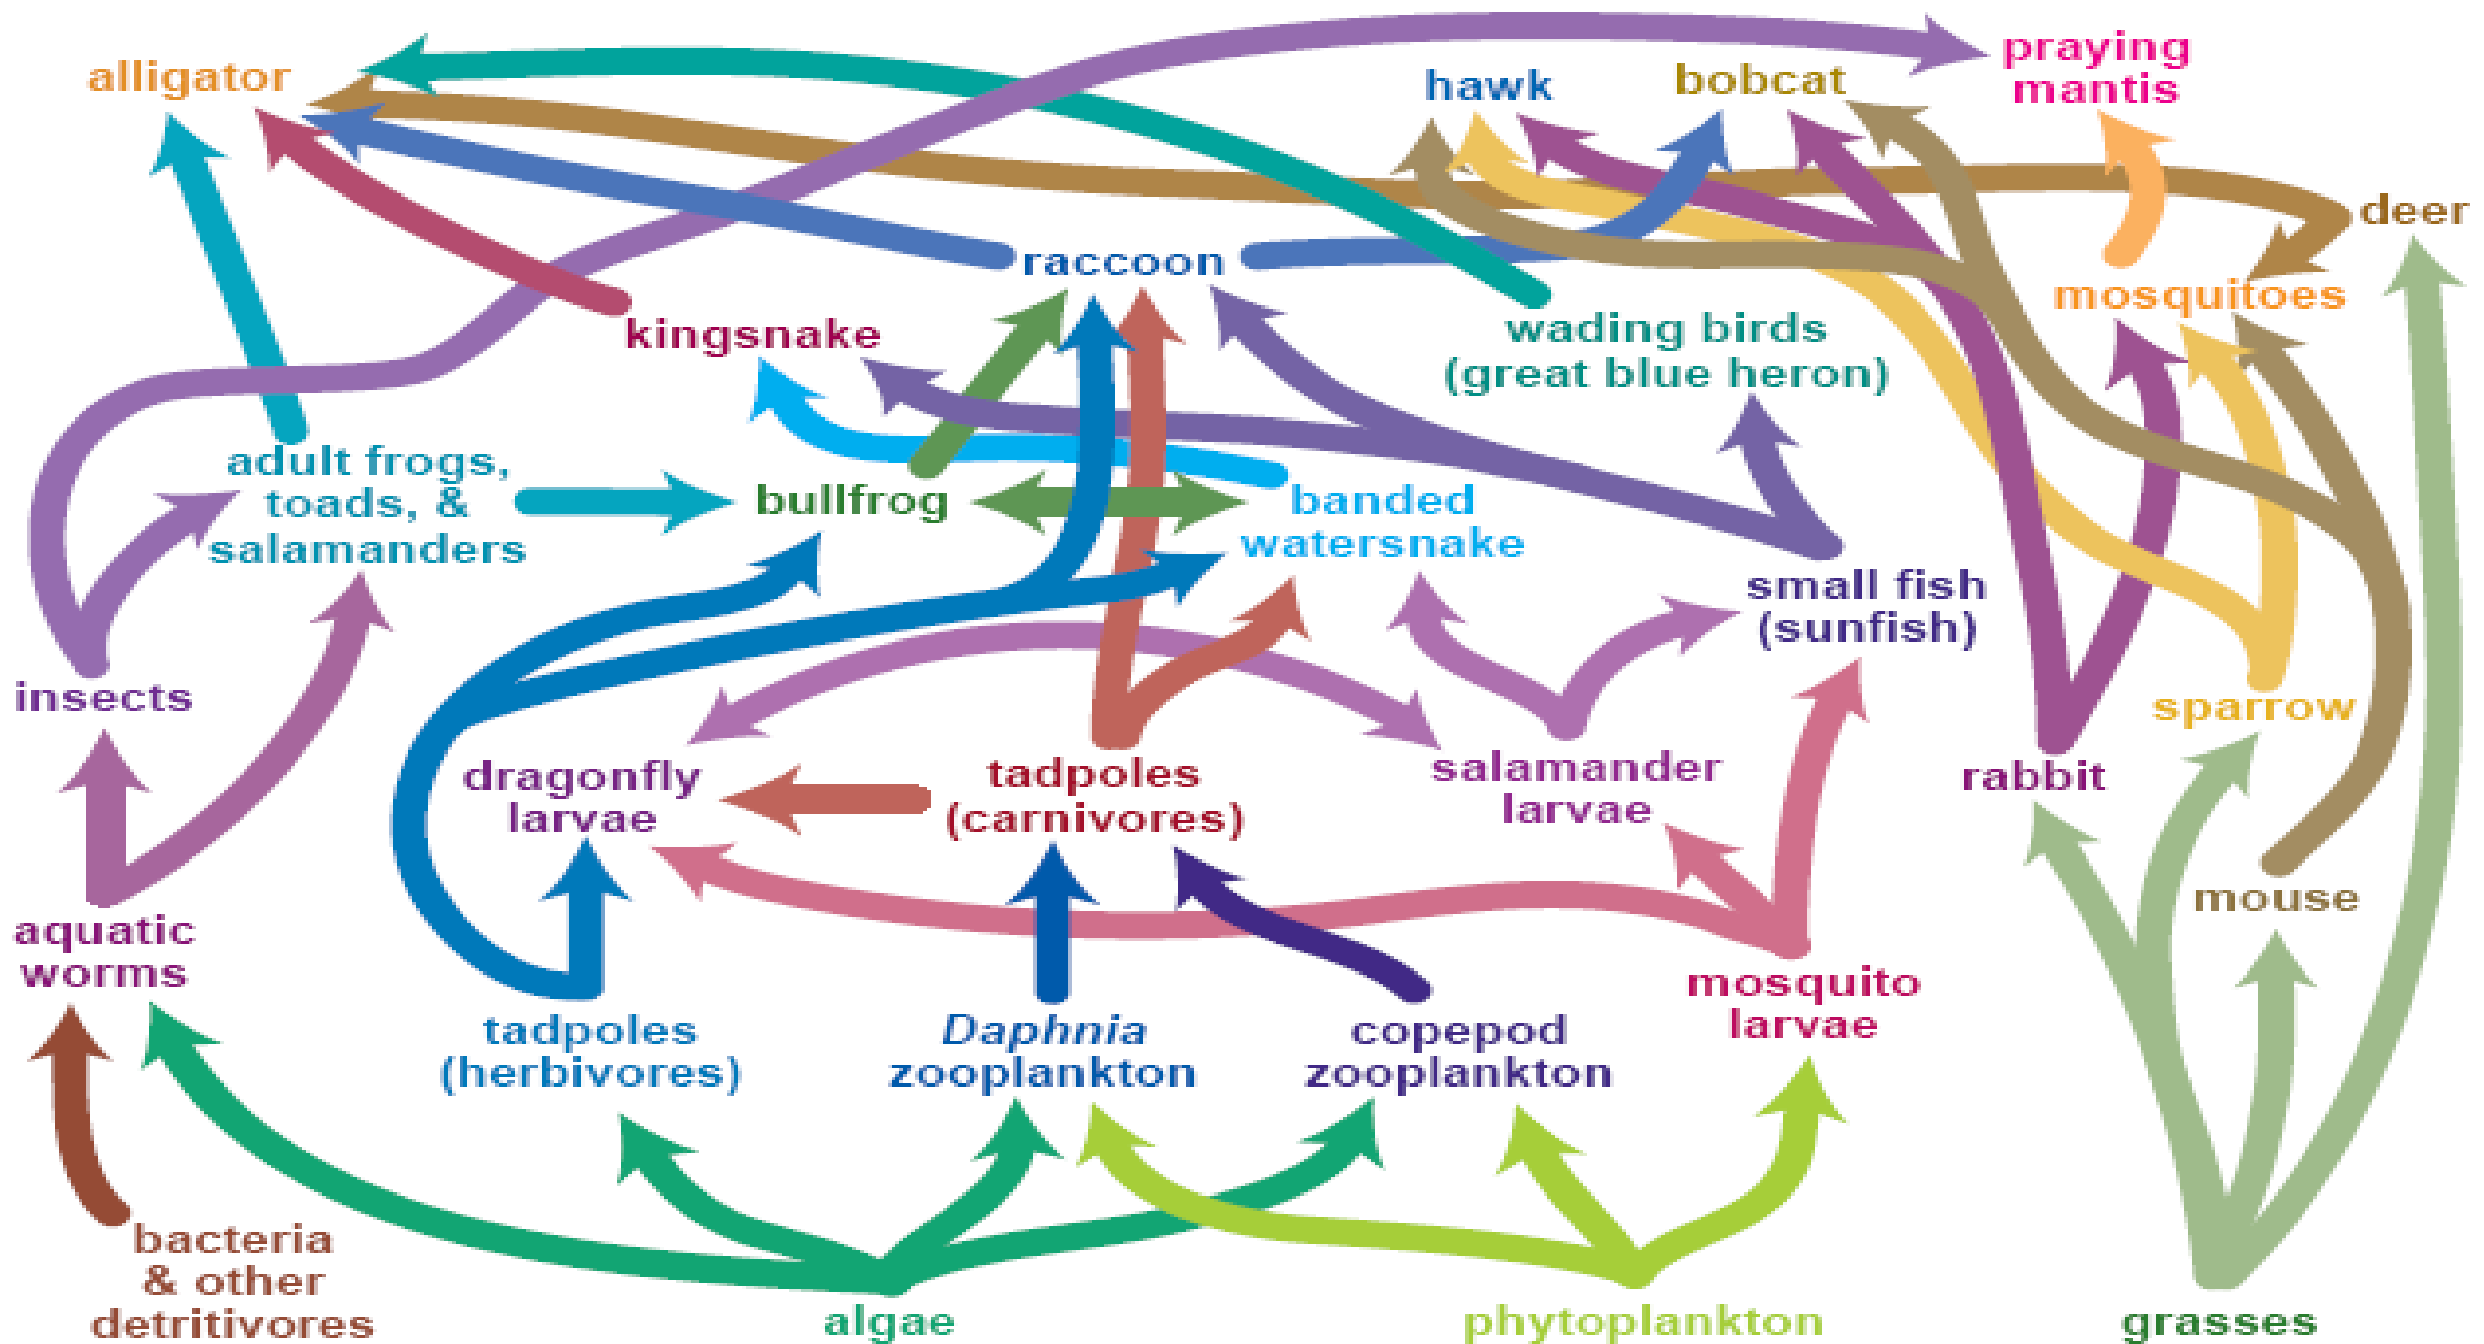 alligator
hawk
bobcat
praying
mantis
deer
raccoon
mosquitoes
kingsnake
wading birds
(great blue heron)
adult frogs,
toads, &
salamanders
bullfrog
banded
watersnake
small fish
(sunfish)
insects
sparrow
dragonfly
larvae
tadpoles
(carnivores)
salamander
larvae
rabbit
mouse
aquatic
worms
tadpoles
(herbivores)
Daphnia
zooplankton
copepod
zooplankton
mosquito
larvae
bacteria
& other
detritivores
algae
phytoplankton
grasses